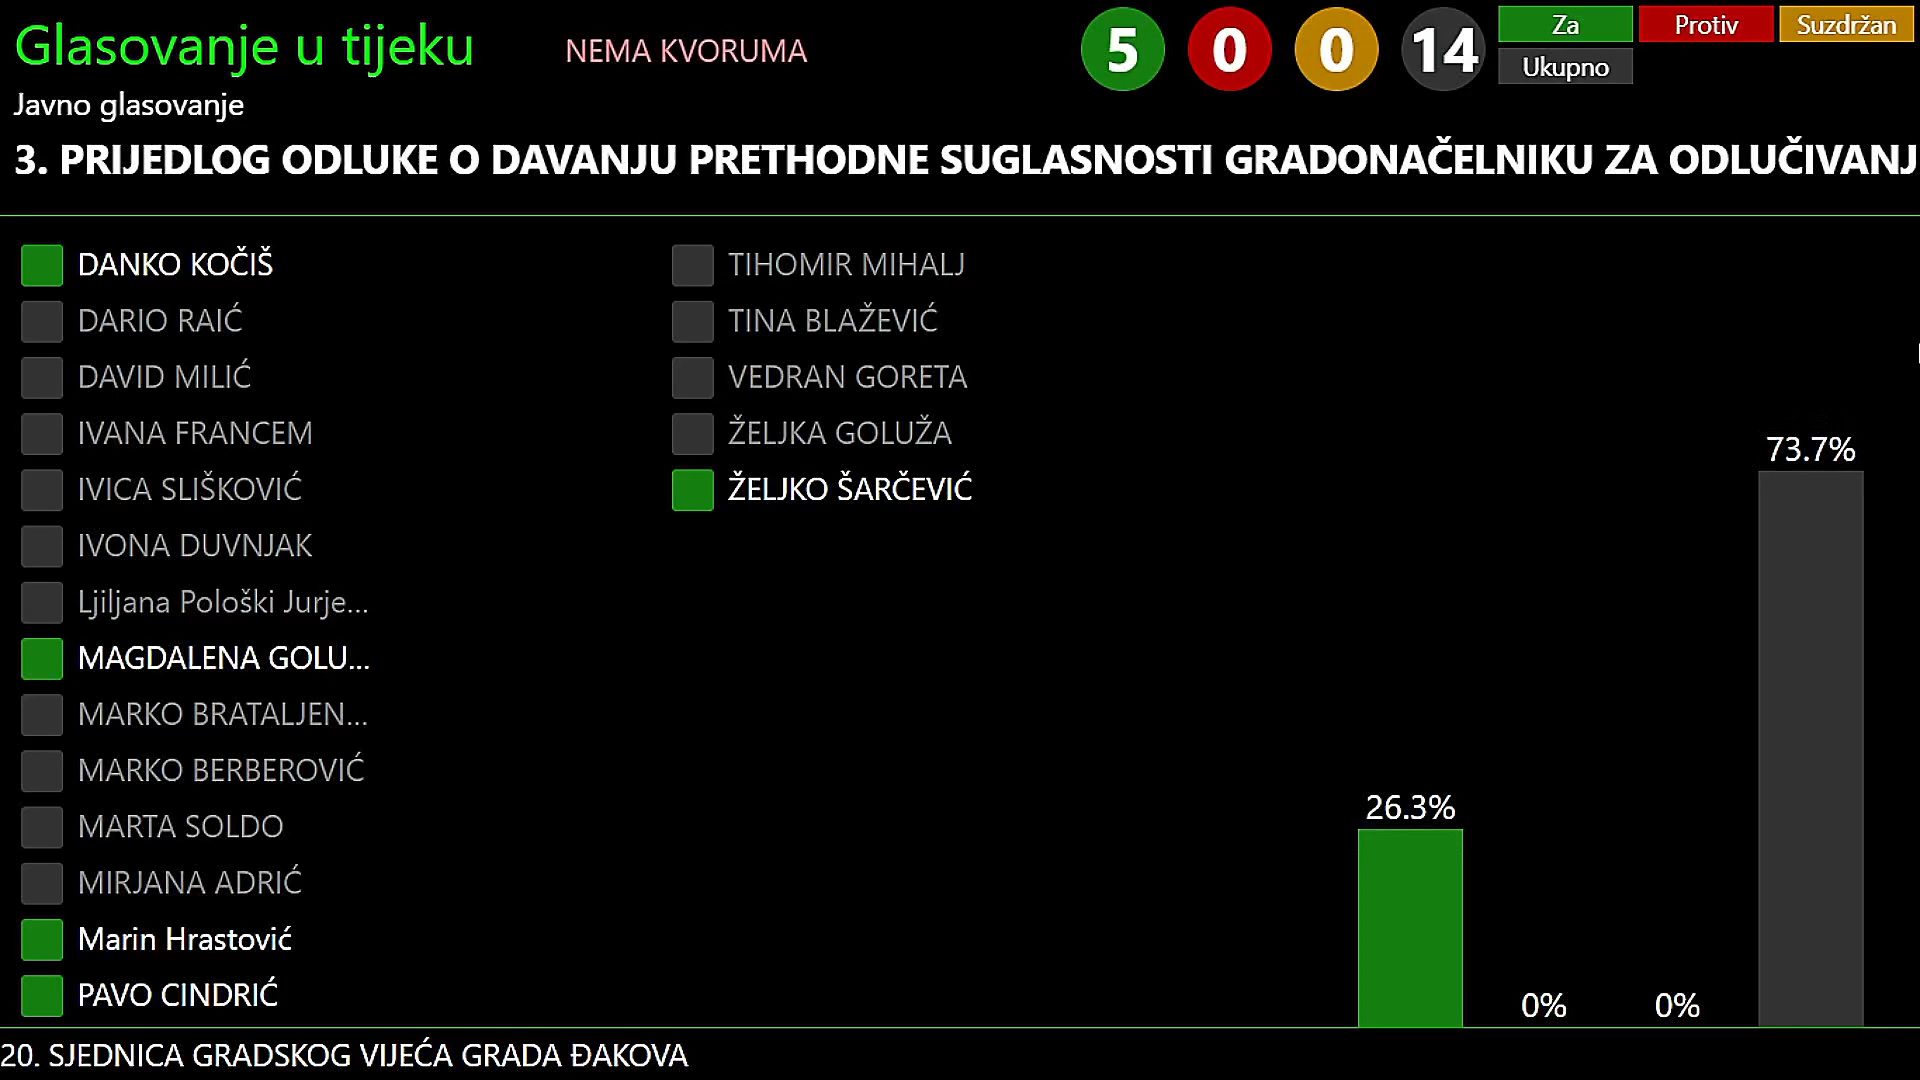 Glasovanje u tijeku
NEMA KVORUMA
5 0 0 14
Za Protiv Suzdržan
Ukupno
Javno glasovanje
3. PRIJEDLOG ODLUKE O DAVANJU PRETHODNE SUGLASNOSTI GRADONAČELNIKU ZA ODLUČIVANJ
DANKO KOČIŠ
DARIO RAIĆ
DAVID MILIĆ
IVANA FRANCEM
IVICA SLIŠKOVIĆ
IVONA DUVNJAK
Ljiljana Pološki Jurje...
MAGDALENA GOLU...
MARKO BRATALJEN...
MARKO BERBEROVIĆ
MARTA SOLDO
MIRJANA ADRIĆ
Marin Hrastović
PAVO CINDRIĆ
TIHOMIR MIHALJ
TINA BLAŽEVIĆ
VEDRAN GORETA
ŽELJKA GOLUŽA
ŽELJKO ŠARČEVIĆ
73.7%
26.3%
0% 0%
20. SJEDNICA GRADSKOG VIJEĆA GRADA ĐAKOVA